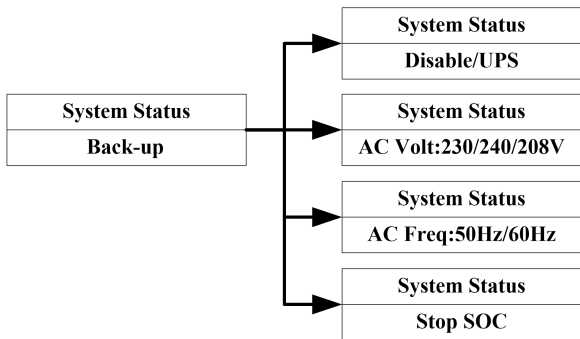 System Status
Disable/UPS
System Status
Back-up
System Status
AC Volt:230/240/208V
System Status
AC Freq:50Hz/60Hz
System Status
Stop SOC